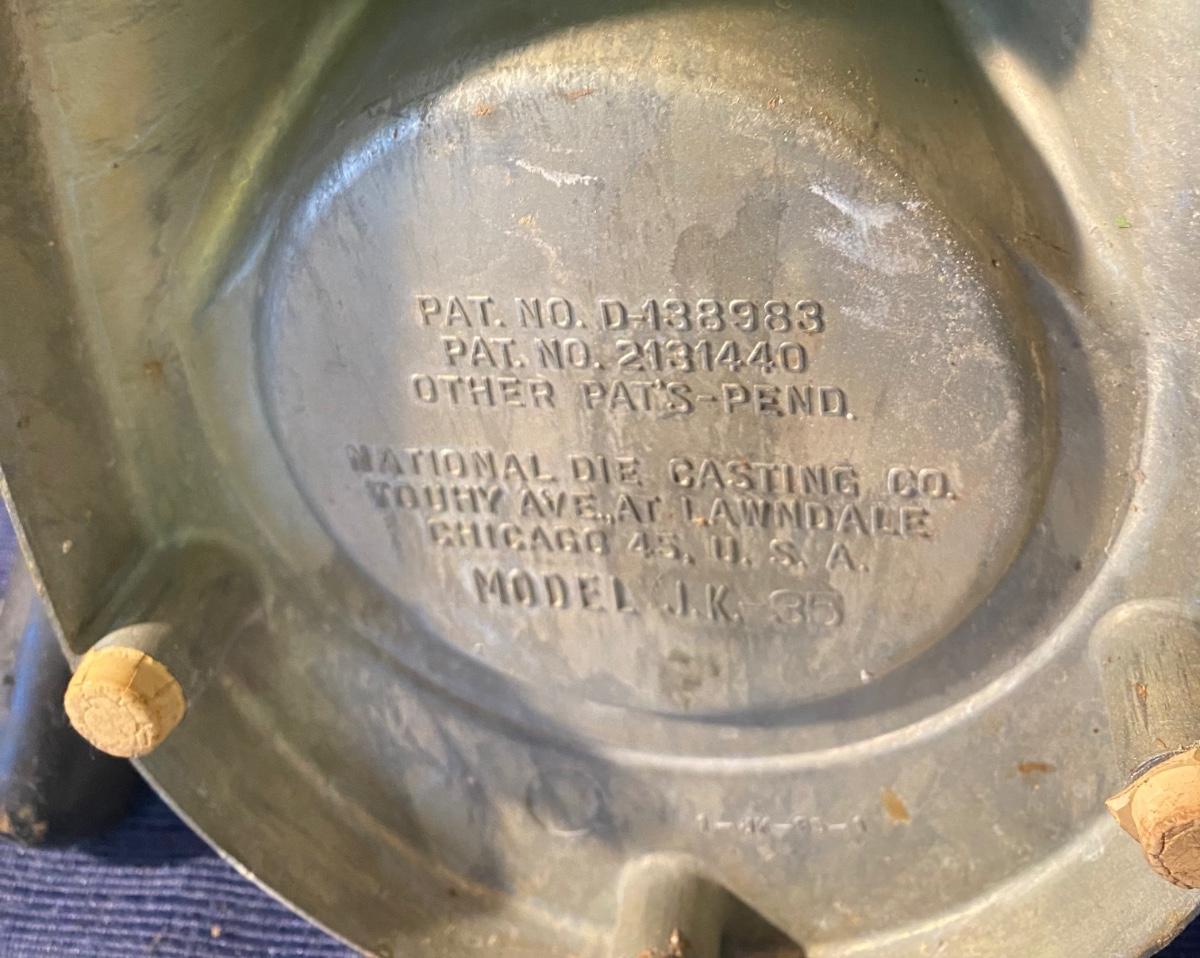 PAT. NO. D-138983
PAT. NO. 2131440
OTHER PAT'S-PEND.
NATIONAL DIE CASTING CO.
TOUHY AVE., AT LAWNDALE
CHICAGO 45, U. S. A.
MODEL J.K.-35